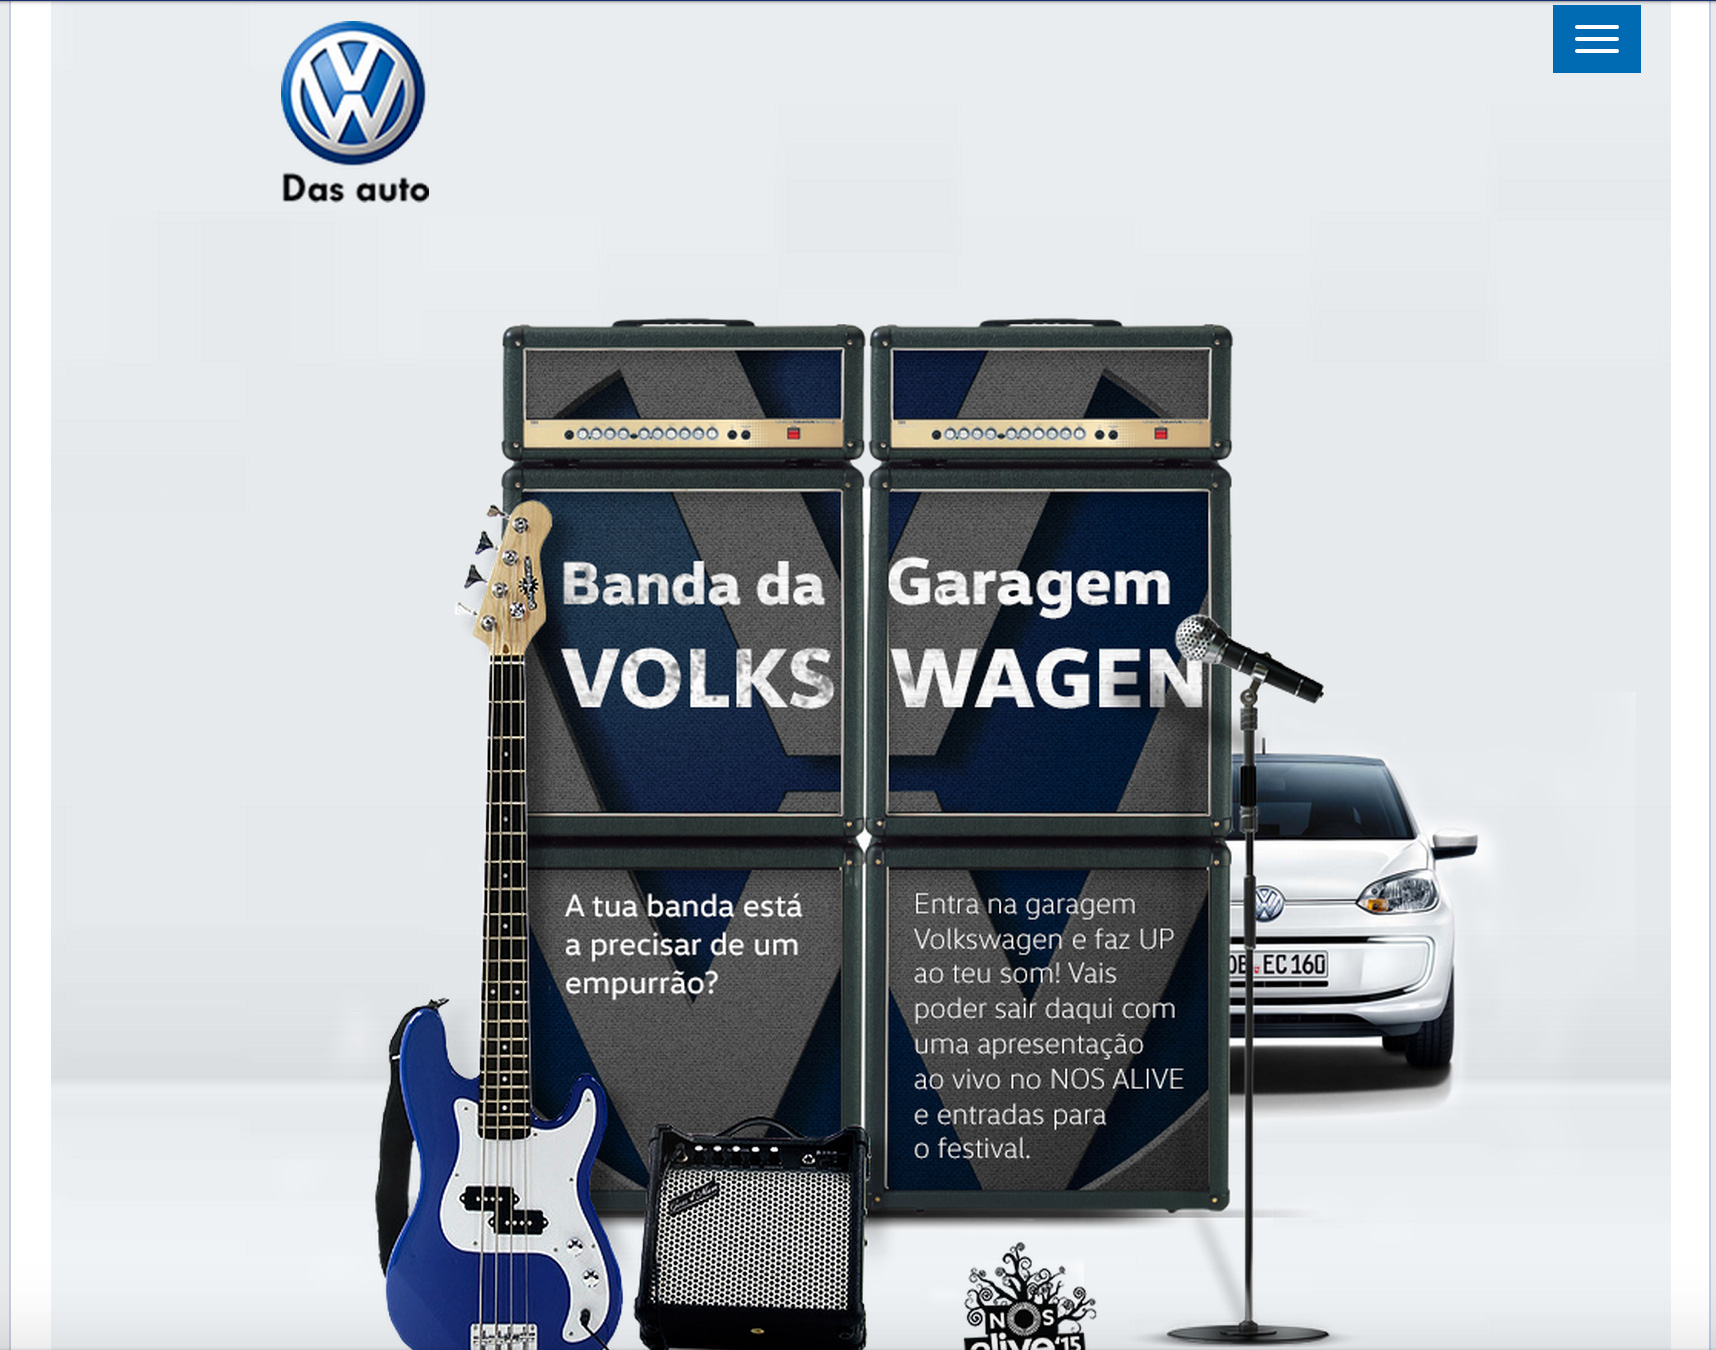 Das auto
Banda da Garagem
VOLKS WAGEN
A tua banda está
a precisar de um
empurrão?
Entra na garagem
Volkswagen e faz UP
ao teu som! Vais
poder sair daqui com
uma apresentação
ao vivo no NOS ALIVE
e entradas para
o festival.
EC 160
NOS
alive'15